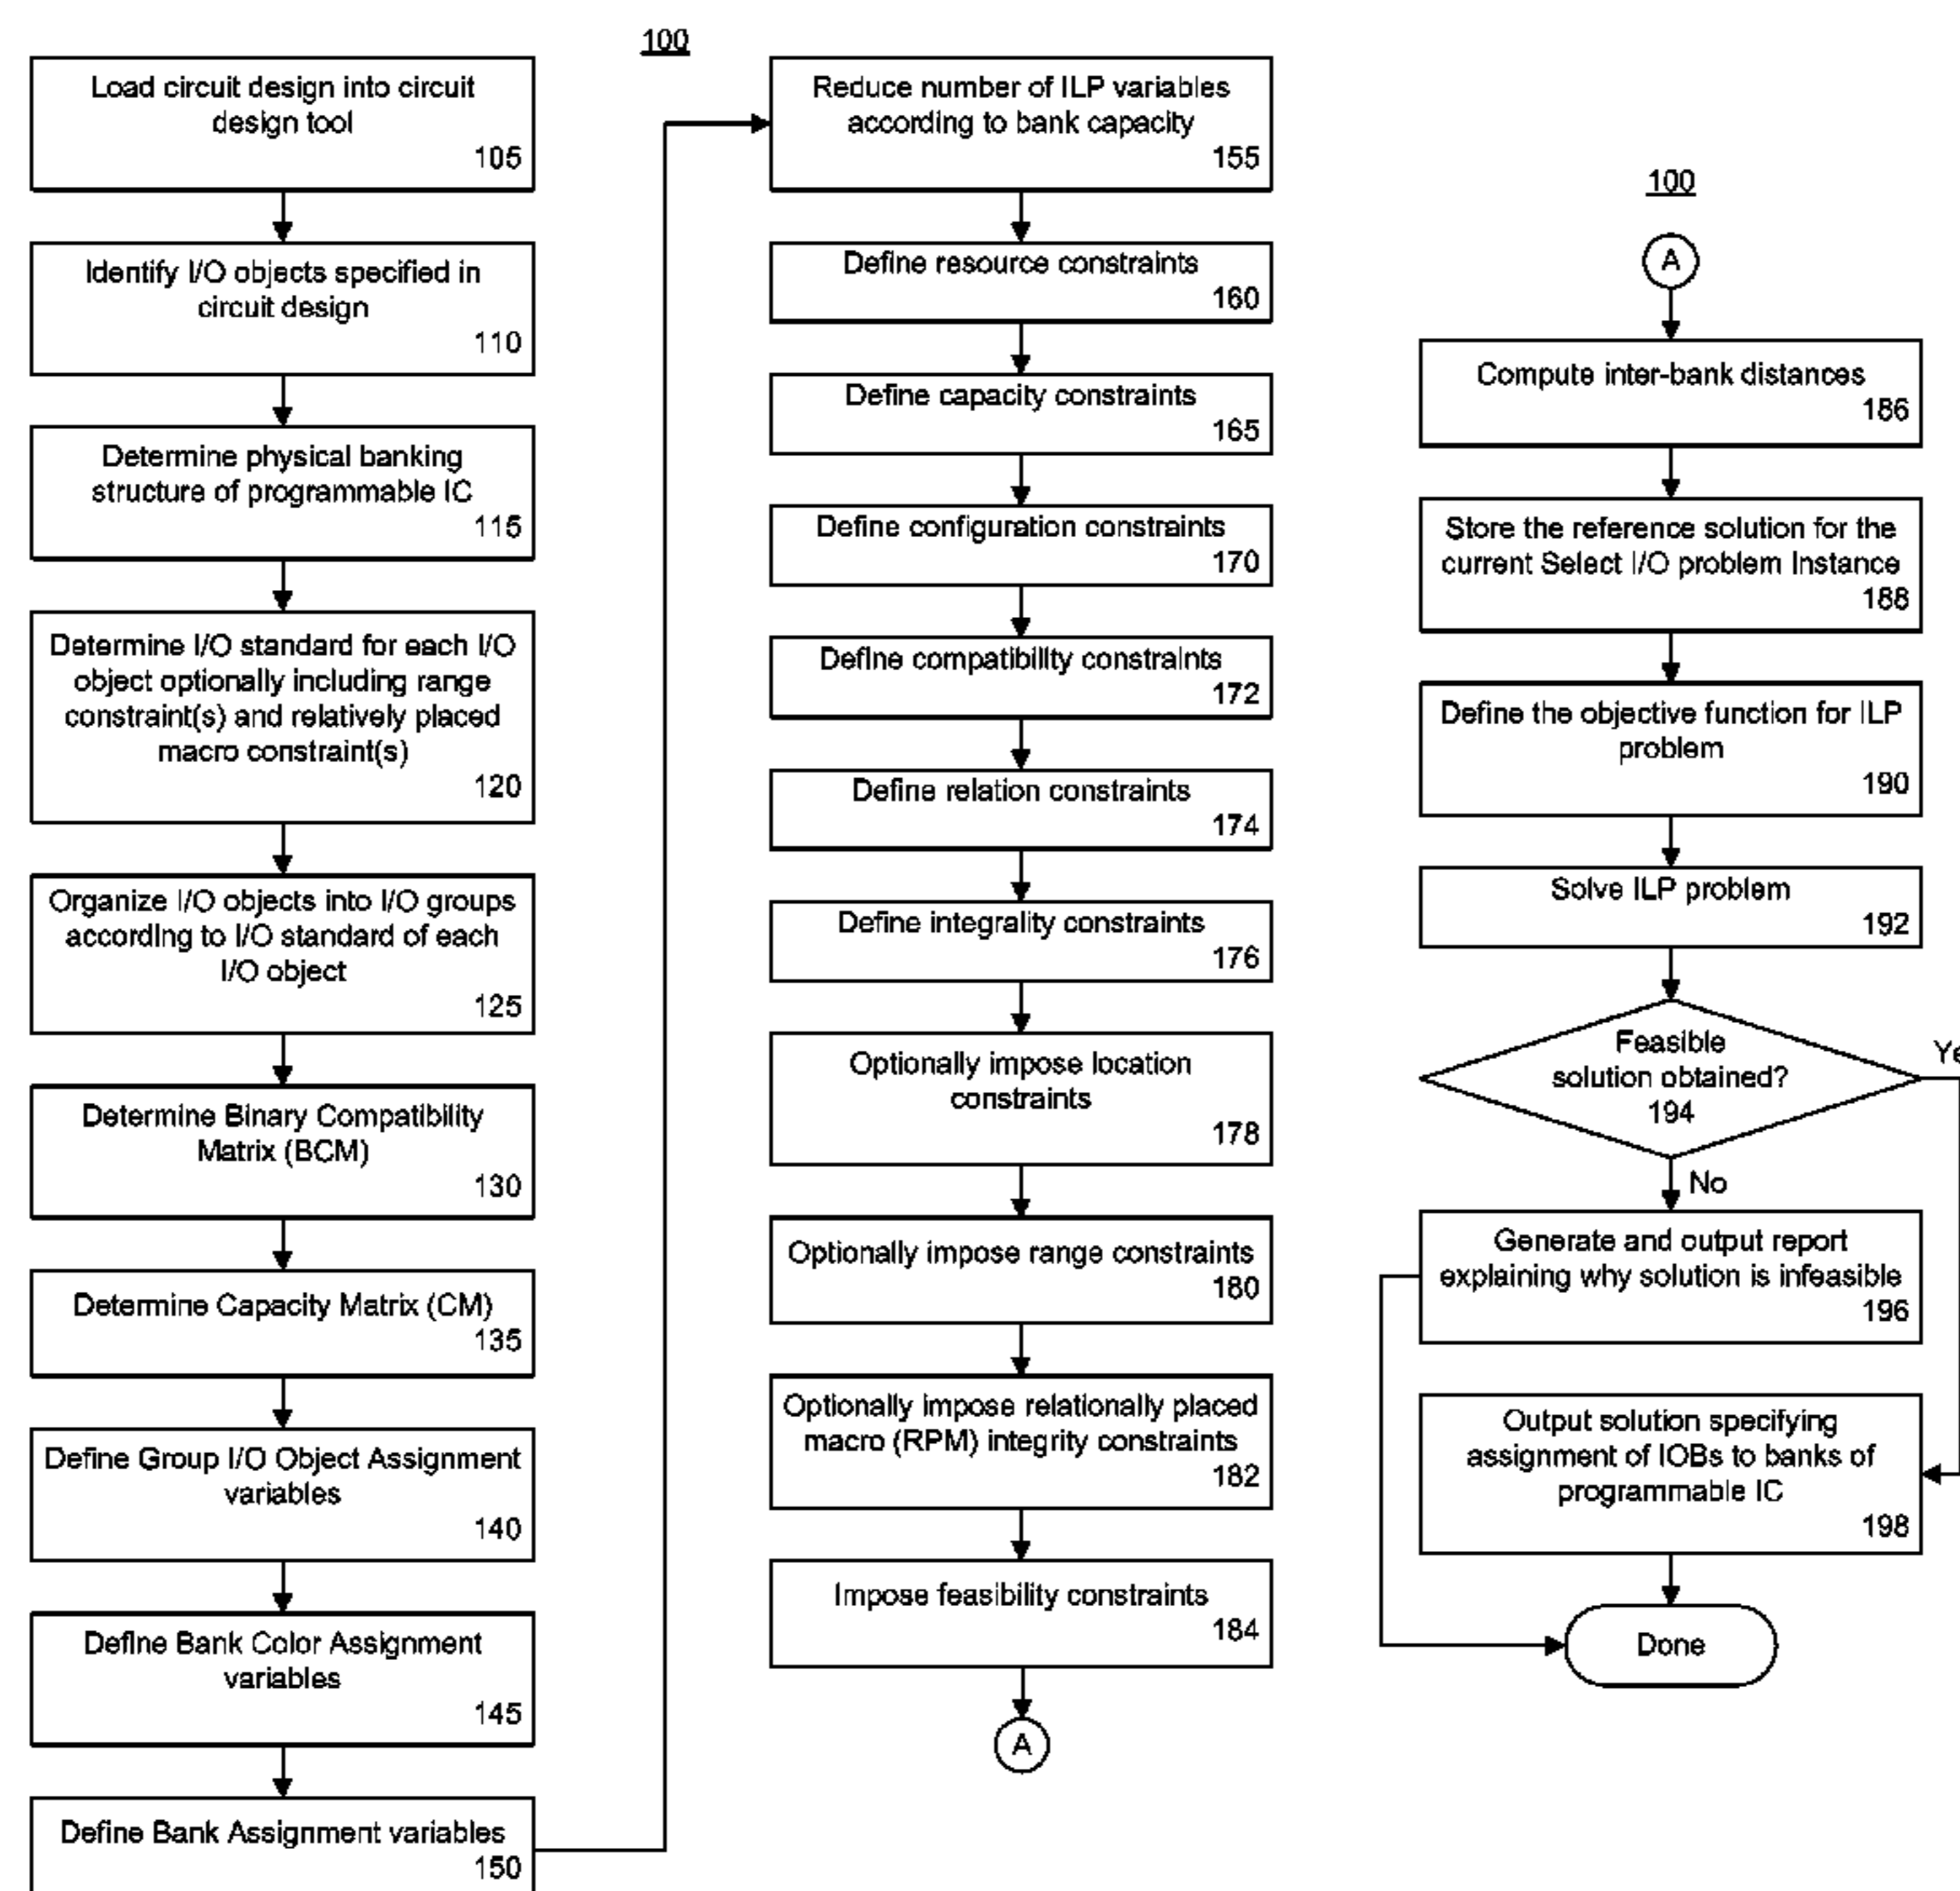 100
Load circuit design into circuit
design tool
105
Identify I/O objects specified in
circuit design
110
Determine physical banking
structure of programmable IC
115
Determine I/O standard for each I/O
object optionally including range
constraint(s) and relatively placed
macro constraint(s)
120
Organize I/O objects into I/O groups
according to I/O standard of each
I/O object
125
Determine Binary Compatibility
Matrix (BCM)
130
Determine Capacity Matrix (CM)
135
Define Group I/O Object Assignment
variables
140
Define Bank Color Assignment
variables
145
Define Bank Assignment variables
150
Reduce number of ILP variables
according to bank capacity
155
Define resource constraints
160
Define capacity constraints
165
Define configuration constraints
170
Define compatibility constraints
172
Define relation constraints
174
Define integrality constraints
176
Optionally impose location
constraints
178
Optionally impose range constraints
180
Optionally impose relationally placed
macro (RPM) integrity constraints
182
Impose feasibility constraints
184
A
100
A
Compute inter-bank distances
186
Store the reference solution for the
current Select I/O problem Instance
188
Define the objective function for ILP
problem
190
Solve ILP problem
192
Feasible
solution obtained?
194
Ye
No
Generate and output report
explaining why solution is infeasible
196
Output solution specifying
assignment of IOBs to banks of
programmable IC
198
Done